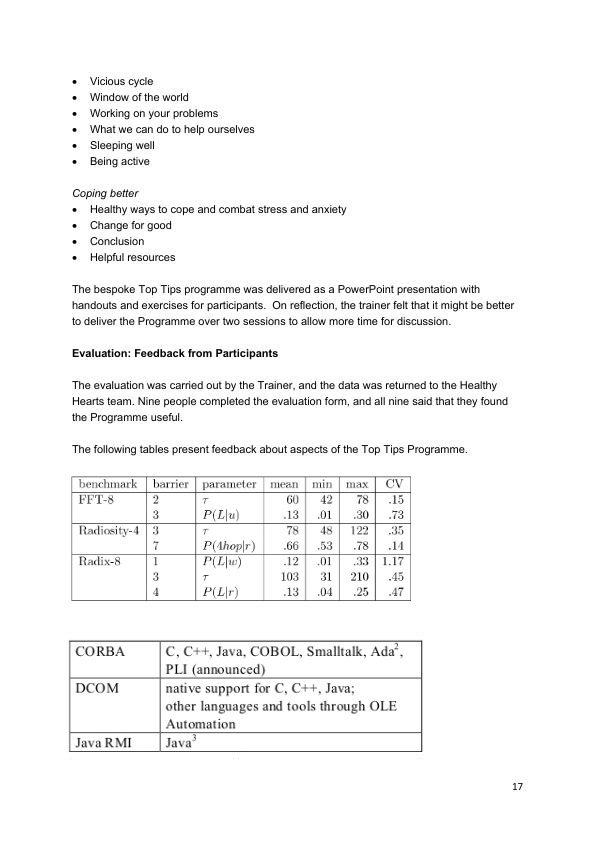 • Vicious cycle
• Window of the world
• Working on your problems
• What we can do to help ourselves
• Sleeping well
• Being active
Coping better
• Healthy ways to cope and combat stress and anxiety
• Change for good
• Conclusion
• Helpful resources
The bespoke Top Tips programme was delivered as a PowerPoint presentation with
handouts and exercises for participants.  On reflection, the trainer felt that it might be better
to deliver the Programme over two sessions to allow more time for discussion.
Evaluation: Feedback from Participants
The evaluation was carried out by the Trainer, and the data was returned to the Healthy
Hearts team. Nine people completed the evaluation form, and all nine said that they found
the Programme useful.
The following tables present feedback about aspects of the Top Tips Programme.
benchmark barrier parameter mean min max CV
FFT-8 2 τ 60 42 78 .15
3 P(L|u) .13 .01 .30 .73
Radiosity-4 3 τ 78 48 122 .35
7 P(4hop|r) .66 .53 .78 .14
Radix-8 1 P(L|w) .12 .01 .33 1.17
3 τ 103 31 210 .45
4 P(L|r) .13 .04 .25 .47
CORBA C, C++, Java, COBOL, Smalltalk, Ada²,
PLI (announced)
DCOM native support for C, C++, Java;
other languages and tools through OLE
Automation
Java RMI Java³
17